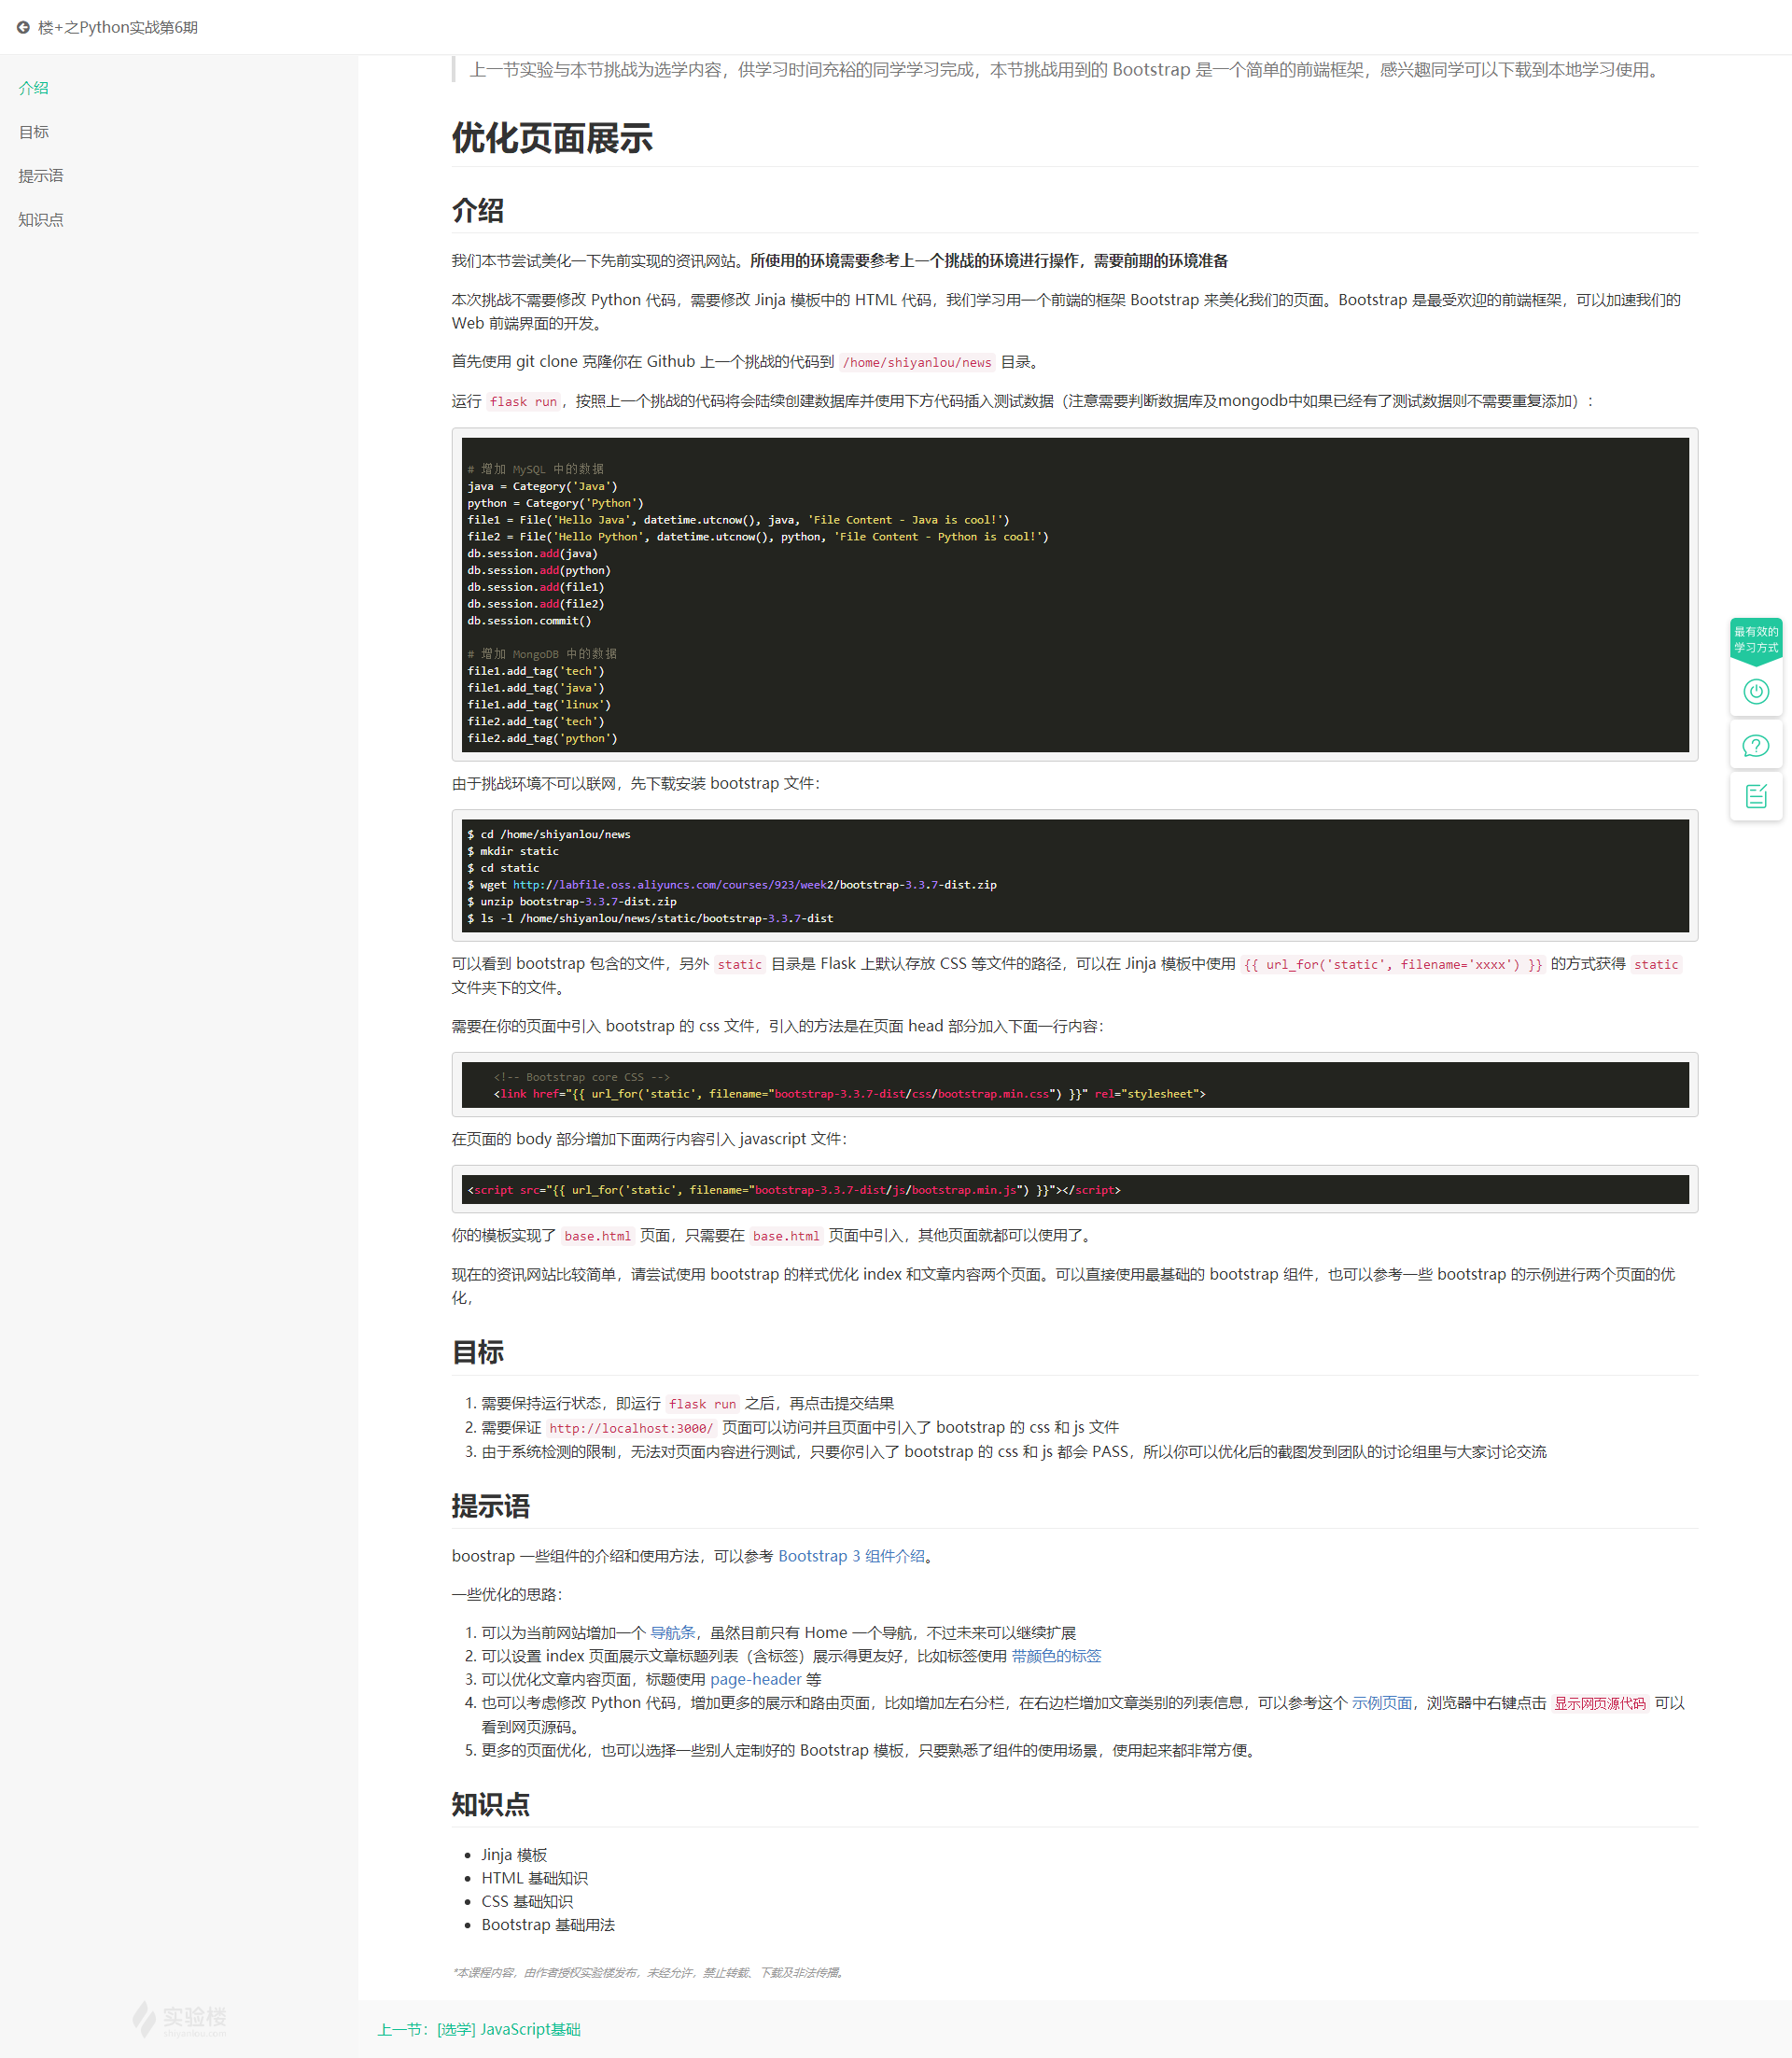 楼+之Python实战第6期
介绍
目标
提示语
知识点
上一节实验与本节挑战为选学内容，供学习时间充裕的同学学习完成，本节挑战用到的 Bootstrap 是一个简单的前端框架，感兴趣同学可以下载到本地学习使用。
优化页面展示
介绍
我们本节尝试美化一下先前实现的资讯网站。所使用的环境需要参考上一个挑战的环境进行操作，需要前期的环境准备
本次挑战不需要修改 Python 代码，需要修改 Jinja 模板中的 HTML 代码，我们学习用一个前端的框架 Bootstrap 来美化我们的页面。Bootstrap 是最受欢迎的前端框架，可以加速我们的
Web 前端界面的开发。
首先使用 git clone 克隆你在 Github 上一个挑战的代码到 /home/shiyanlou/news 目录。
运行 flask run，按照上一个挑战的代码将会陆续创建数据库并使用下方代码插入测试数据（注意需要判断数据库及mongodb中如果已经有了测试数据则不需要重复添加）：
# 增加 MySQL 中的数据
java = Category('Java')
python = Category('Python')
file1 = File('Hello Java', datetime.utcnow(), java, 'File Content - Java is cool!')
file2 = File('Hello Python', datetime.utcnow(), python, 'File Content - Python is cool!')
db.session.add(java)
db.session.add(python)
db.session.add(file1)
db.session.add(file2)
db.session.commit()
# 增加 MongoDB 中的数据
file1.add_tag('tech')
file1.add_tag('java')
file1.add_tag('linux')
file2.add_tag('tech')
file2.add_tag('python')
由于挑战环境不可以联网，先下载安装 bootstrap 文件：
$ cd /home/shiyanlou/news
$ mkdir static
$ cd static
$ wget http://labfile.oss.aliyuncs.com/courses/923/week2/bootstrap-3.3.7-dist.zip
$ unzip bootstrap-3.3.7-dist.zip
$ ls -l /home/shiyanlou/news/static/bootstrap-3.3.7-dist
可以看到 bootstrap 包含的文件，另外 static 目录是 Flask 上默认存放 CSS 等文件的路径，可以在 Jinja 模板中使用 {{ url_for('static', filename='xxxx') }} 的方式获得 static
文件夹下的文件。
需要在你的页面中引入 bootstrap 的 css 文件，引入的方法是在页面 head 部分加入下面一行内容：
<!-- Bootstrap core CSS -->
<link href="{{ url_for('static', filename="bootstrap-3.3.7-dist/css/bootstrap.min.css") }}" rel="stylesheet">
在页面的 body 部分增加下面两行内容引入 javascript 文件：
<script src="{{ url_for('static', filename="bootstrap-3.3.7-dist/js/bootstrap.min.js") }}"></script>
你的模板实现了 base.html 页面，只需要在 base.html 页面中引入，其他页面就都可以使用了。
现在的资讯网站比较简单，请尝试使用 bootstrap 的样式优化 index 和文章内容两个页面。可以直接使用最基础的 bootstrap 组件，也可以参考一些 bootstrap 的示例进行两个页面的优
化，
目标
1. 需要保持运行状态，即运行 flask run 之后，再点击提交结果
2. 需要保证 http://localhost:3000/ 页面可以访问并且页面中引入了 bootstrap 的 css 和 js 文件
3. 由于系统检测的限制，无法对页面内容进行测试，只要你引入了 bootstrap 的 css 和 js 都会 PASS，所以你可以优化后的截图发到团队的讨论组里与大家讨论交流
提示语
boostrap 一些组件的介绍和使用方法，可以参考 Bootstrap 3 组件介绍。
一些优化的思路：
1. 可以为当前网站增加一个 导航条，虽然目前只有 Home 一个导航，不过未来可以继续扩展
2. 可以设置 index 页面展示文章标题列表（含标签）展示得更友好，比如标签使用 带颜色的标签
3. 可以优化文章内容页面，标题使用 page-header 等
4. 也可以考虑修改 Python 代码，增加更多的展示和路由页面，比如增加左右分栏，在右边栏增加文章类别的列表信息，可以参考这个 示例页面，浏览器中右键点击 显示网页源代码 可以
看到网页源码。
5. 更多的页面优化，也可以选择一些别人定制好的 Bootstrap 模板，只要熟悉了组件的使用场景，使用起来都非常方便。
知识点
• Jinja 模板
• HTML 基础知识
• CSS 基础知识
• Bootstrap 基础用法
*本课程内容，由作者授权实验楼发布，未经允许，禁止转载、下载及非法传播。
上一节：[选学] JavaScript基础
实验楼
shiyanlou.com
最有效的
学习方式